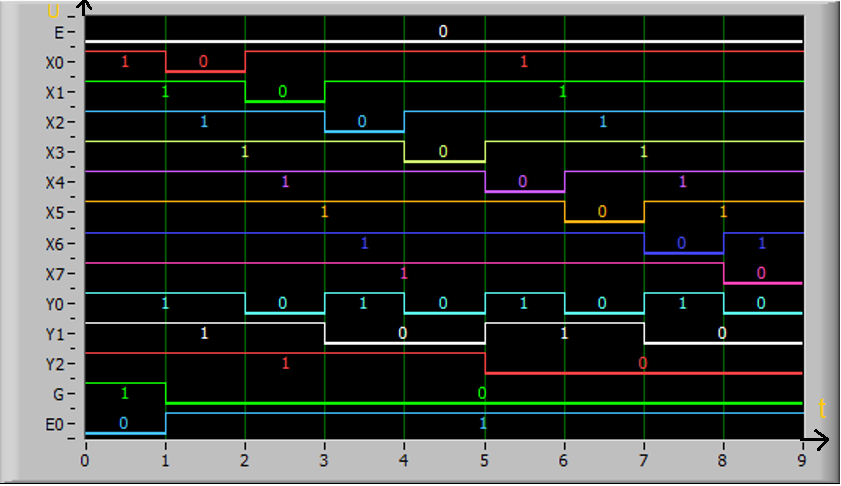 U
E 0
X0 1 0 1
X1 1 0 1
X2 1 0 1
X3 1 0 1
X4 1 0 1
X5 1 0 1
X6 1 0 1
X7 1 0
Y0 1 0 1 0 1 0 1 0
Y1 1 0 1 0
Y2 1 0
G 1 0
t
E0 0 1
0 1 2 3 4 5 6 7 8 9